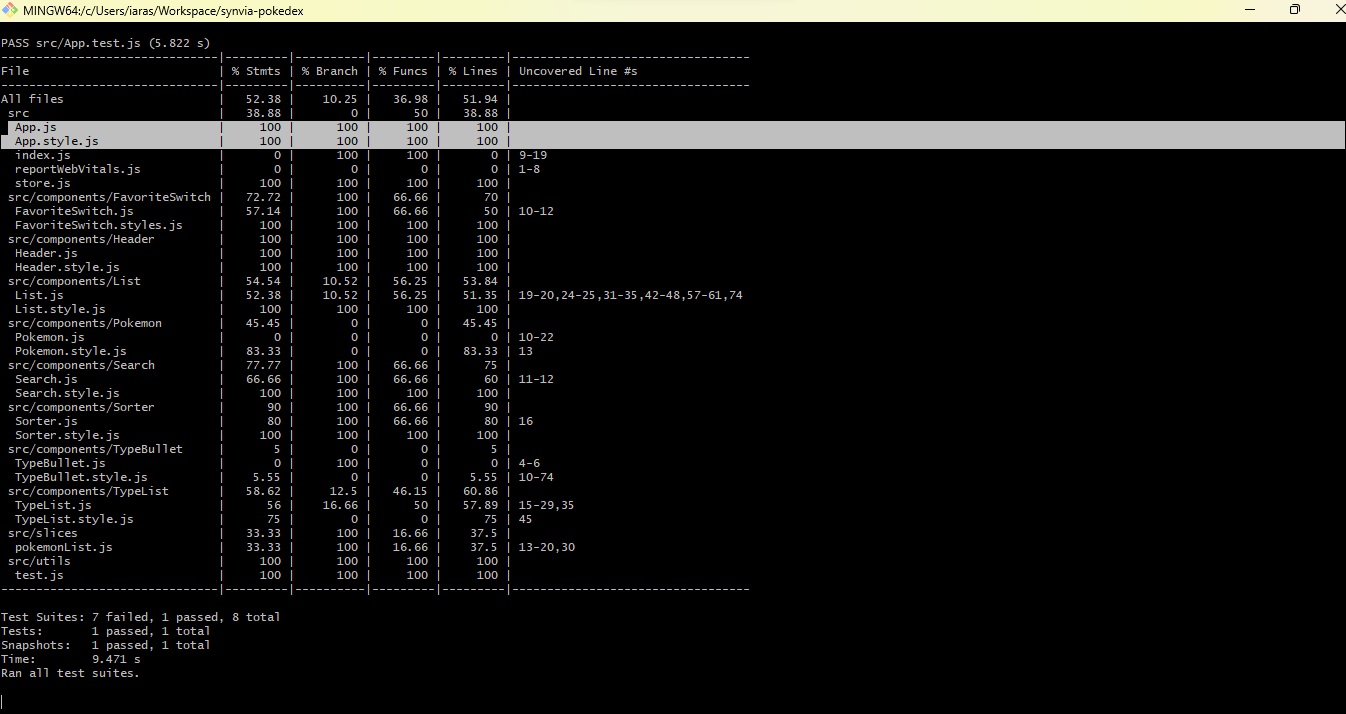 MINGW64:/c/Users/iaras/Workspace/synvia-pokedex
PASS src/App.test.js (5.822 s)
-------------------------------|---------|----------|---------|---------|----------------------------------
File                           | % Stmts | % Branch | % Funcs | % Lines | Uncovered Line #s
-------------------------------|---------|----------|---------|---------|----------------------------------
All files                      |   52.38 |    10.25 |   36.98 |   51.94 |
 src                           |   38.88 |        0 |      50 |   38.88 |
  App.js                       |     100 |      100 |     100 |     100 |
  App.style.js                 |     100 |      100 |     100 |     100 |
  index.js                     |       0 |      100 |     100 |       0 | 9-19
  reportWebVitals.js           |       0 |        0 |       0 |       0 | 1-8
  store.js                     |     100 |      100 |     100 |     100 |
 src/components/FavoriteSwitch |   72.72 |      100 |   66.66 |      70 |
  FavoriteSwitch.js            |   57.14 |      100 |   66.66 |      50 | 10-12
  FavoriteSwitch.styles.js     |     100 |      100 |     100 |     100 |
 src/components/Header         |     100 |      100 |     100 |     100 |
  Header.js                    |     100 |      100 |     100 |     100 |
  Header.style.js              |     100 |      100 |     100 |     100 |
 src/components/List           |   54.54 |    10.52 |   56.25 |   53.84 |
  List.js                      |   52.38 |    10.52 |   56.25 |   51.35 | 19-20,24-25,31-35,42-48,57-61,74
  List.style.js                |     100 |      100 |     100 |     100 |
 src/components/Pokemon        |   45.45 |        0 |       0 |   45.45 |
  Pokemon.js                   |       0 |        0 |       0 |       0 | 10-22
  Pokemon.style.js             |   83.33 |        0 |       0 |   83.33 | 13
 src/components/Search         |   77.77 |      100 |   66.66 |      75 |
  Search.js                    |   66.66 |      100 |   66.66 |      60 | 11-12
  Search.style.js              |     100 |      100 |     100 |     100 |
 src/components/Sorter         |      90 |      100 |   66.66 |      90 |
  Sorter.js                    |      80 |      100 |   66.66 |      80 | 16
  Sorter.style.js              |     100 |      100 |     100 |     100 |
 src/components/TypeBullet     |       5 |        0 |       0 |       5 |
  TypeBullet.js                |       0 |      100 |       0 |       0 | 4-6
  TypeBullet.style.js          |    5.55 |        0 |       0 |    5.55 | 10-74
 src/components/TypeList       |   58.62 |     12.5 |   46.15 |   60.86 |
  TypeList.js                  |      56 |    16.66 |      50 |   57.89 | 15-29,35
  TypeList.style.js            |      75 |        0 |       0 |      75 | 45
 src/slices                    |   33.33 |      100 |   16.66 |    37.5 |
  pokemonList.js               |   33.33 |      100 |   16.66 |    37.5 | 13-20,30
 src/utils                     |     100 |      100 |     100 |     100 |
  test.js                      |     100 |      100 |     100 |     100 |
-------------------------------|---------|----------|---------|---------|----------------------------------
Test Suites: 7 failed, 1 passed, 8 total
Tests:       1 passed, 1 total
Snapshots:   1 passed, 1 total
Time:        9.471 s
Ran all test suites.